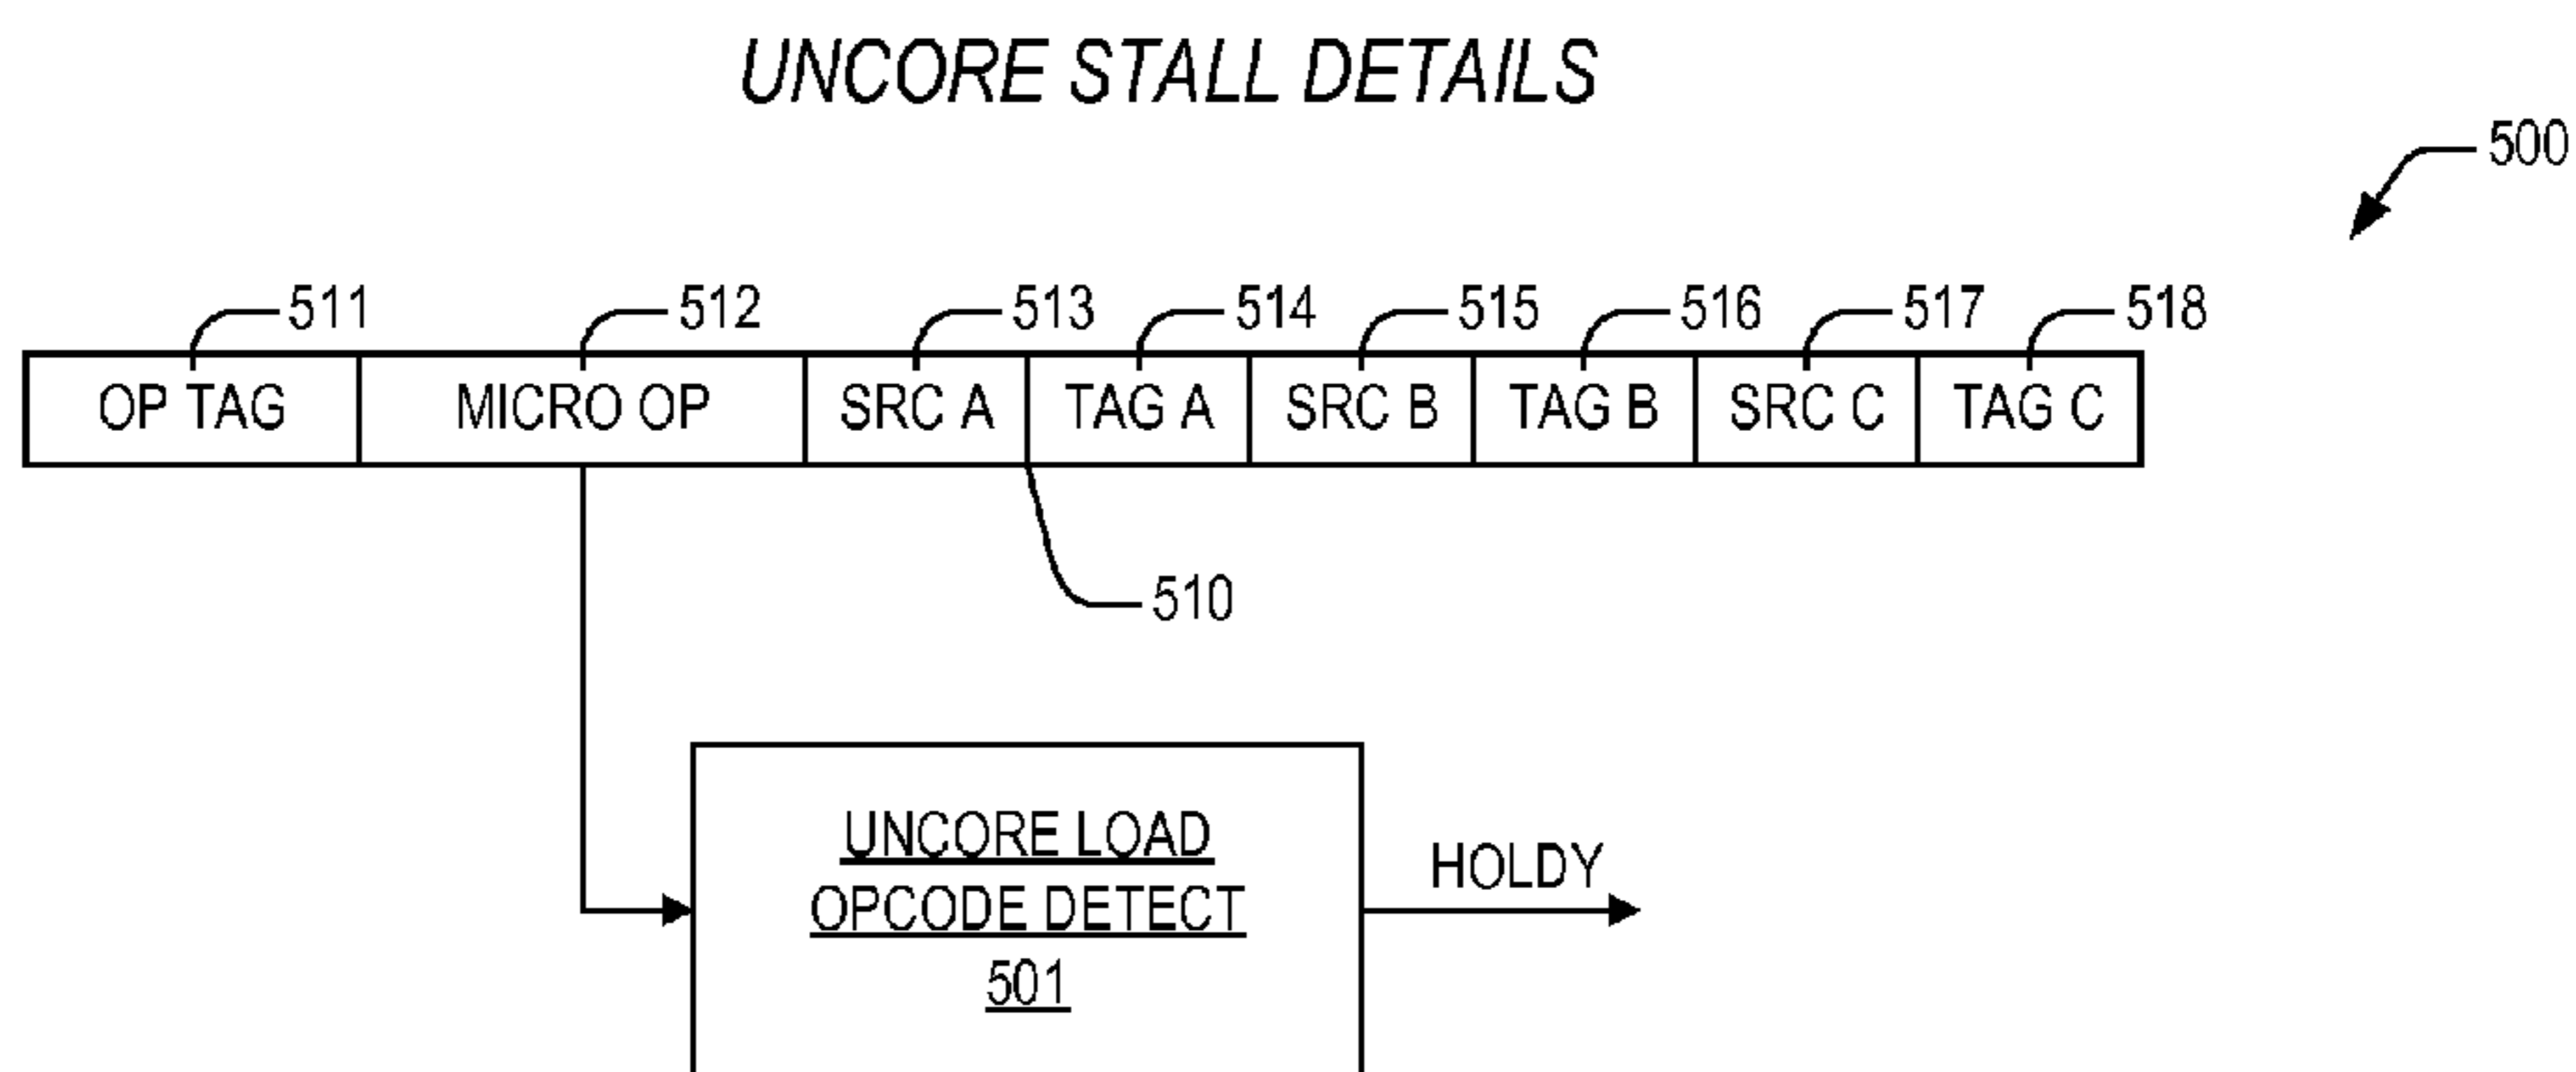 UNCORE STALL DETAILS
500
511 512 513 514 515 516 517 518
OP TAG MICRO OP SRC A TAG A SRC B TAG B SRC C TAG C
510
UNCORE LOAD
OPCODE DETECT
501
HOLDY